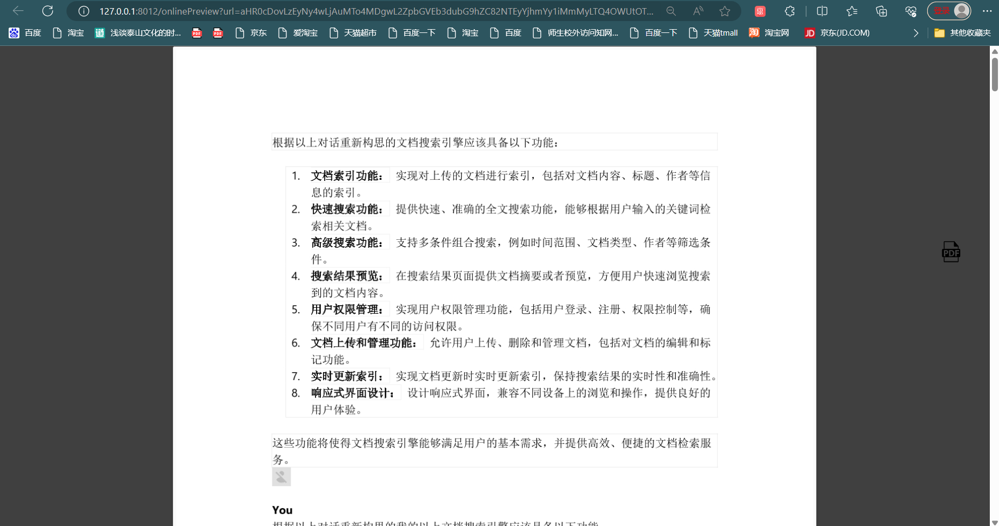 127.0.0.1:8012/onlinePreview?url=aHR0cDovLzEyNy4wLjAuMTo4MDgwL2ZpbGVEb3dubG9hZC82NTEyYjhmYy1iMmMyLTQ4OWUtOT...
百度 淘宝 道 浅谈泰山文化的时... PDF PDF 京东 爱淘宝 天猫超市 百度一下 淘宝 百度 师生校外访问知网... 百度一下 天猫tmall 淘 淘宝网 JD 京东(JD.COM) 其他收藏夹
根据以上对话重新构思的文档搜索引擎应该具备以下功能：
1. 文档索引功能： 实现对上传的文档进行索引，包括对文档内容、标题、作者等信
息的索引。
2. 快速搜索功能： 提供快速、准确的全文搜索功能，能够根据用户输入的关键词检
索相关文档。
3. 高级搜索功能： 支持多条件组合搜索，例如时间范围、文档类型、作者等筛选条
件。
4. 搜索结果预览： 在搜索结果页面提供文档摘要或者预览，方便用户快速浏览搜索
到的文档内容。
5. 用户权限管理： 实现用户权限管理功能，包括用户登录、注册、权限控制等，确
保不同用户有不同的访问权限。
6. 文档上传和管理功能： 允许用户上传、删除和管理文档，包括对文档的编辑和标
记功能。
7. 实时更新索引： 实现文档更新时实时更新索引，保持搜索结果的实时性和准确性。
8. 响应式界面设计： 设计响应式界面，兼容不同设备上的浏览和操作，提供良好的
用户体验。
PDF
这些功能将使得文档搜索引擎能够满足用户的基本需求，并提供高效、便捷的文档检索服
务。
You
根据以上对话重新构思的我的以上文档搜索引擎应该具备以下功能